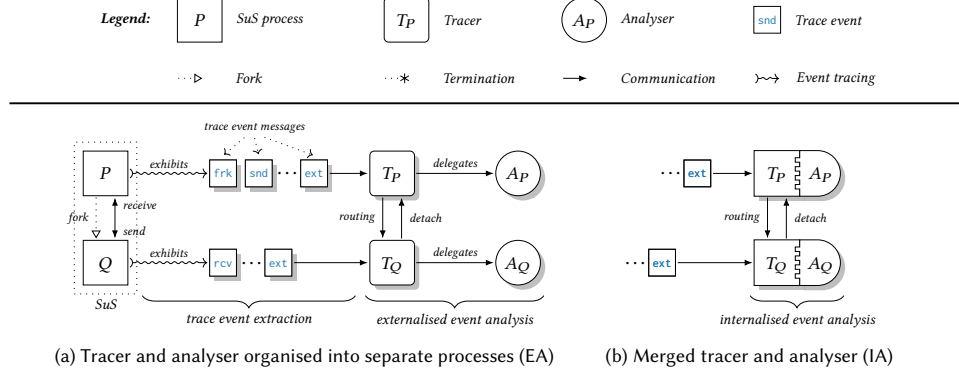 Legend: P SuS process T_P Tracer A_P Analyser snd Trace event
Fork Termination Communication Event tracing
trace event messages
P exhibits frk snd ··· ext T_P delegates A_P
··· ext T_P A_P
fork receive send routing detach
routing detach
Q exhibits rcv ··· ext T_Q delegates A_Q
··· ext T_Q A_Q
SuS
trace event extraction externalised event analysis internalised event analysis
(a) Tracer and analyser organised into separate processes (EA) (b) Merged tracer and analyser (IA)